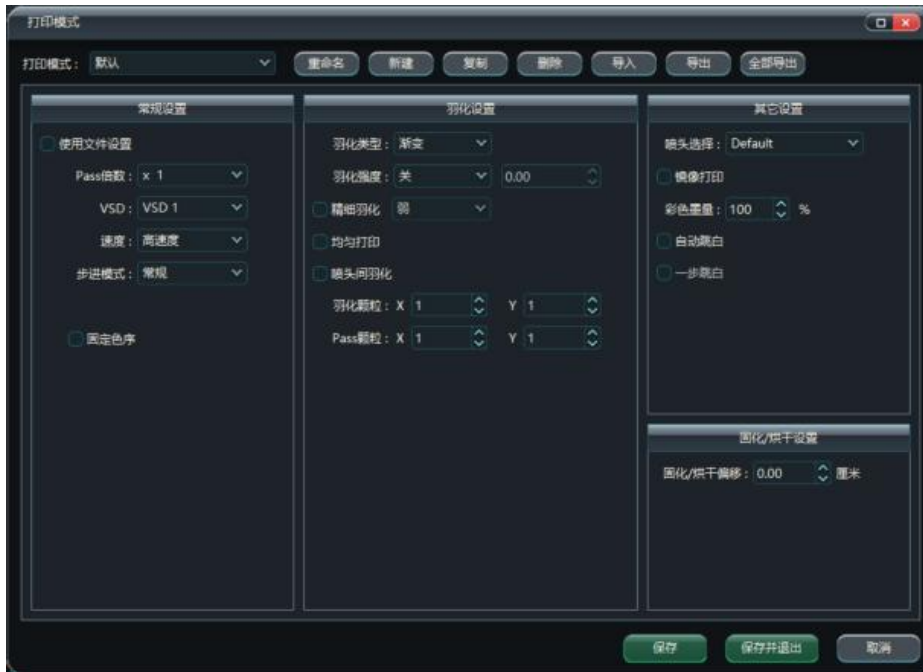 打印模式
打印模式： 默认 重命名 新建 复制 删除 导入 导出 全部导出
常规设置
使用文件设置
Pass倍数： x 1
VSD： VSD 1
速度： 高速度
步进模式： 常规
固定色序
羽化设置
羽化类型： 渐变
羽化强度： 关 0.00
精细羽化 弱
均匀打印
喷头间羽化
羽化颗粒： X 1 Y 1
Pass颗粒： X 1 Y 1
其它设置
喷头选择： Default
镜像打印
彩色墨量： 100 %
自动跳白
一步跳白
固化/烘干设置
固化/烘干偏移： 0.00 厘米
保存 保存并退出 取消